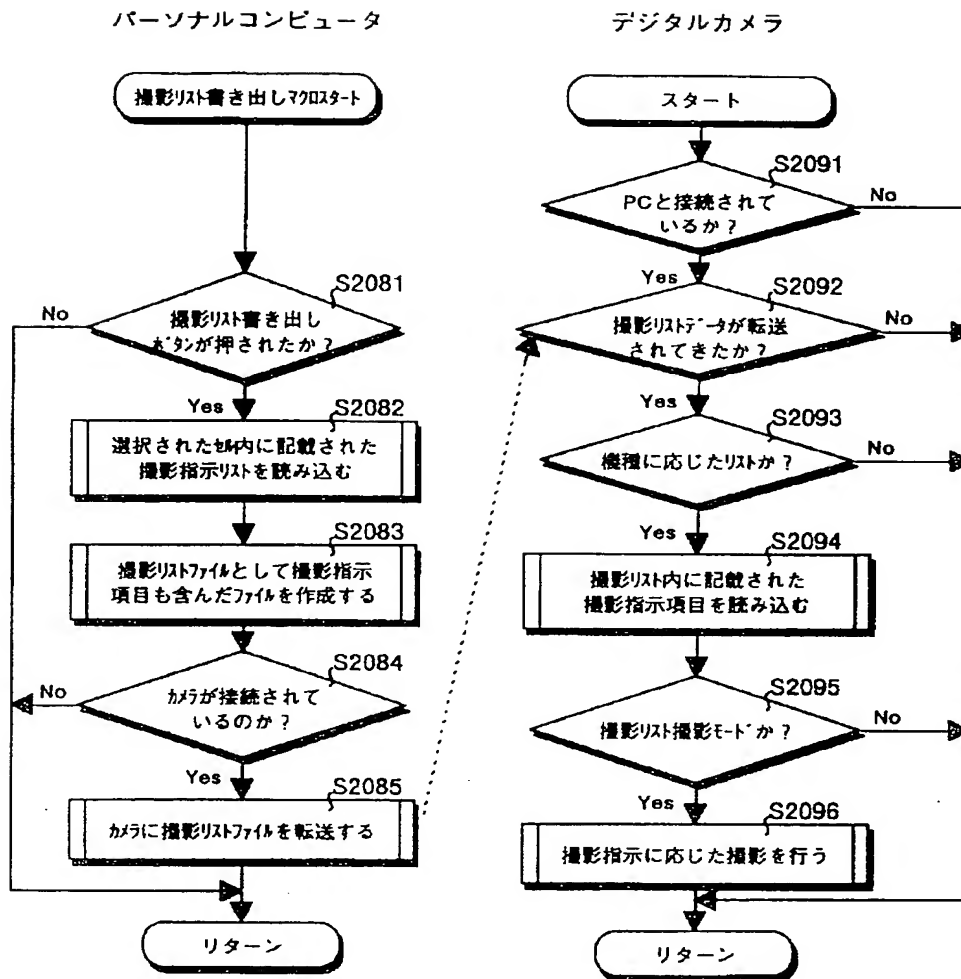 パーソナルコンピュータ
撮影リスト書き出しマクロスタート
S2081
撮影リスト書き出し
ボタンが押されたか？
No
Yes
S2082
選択されたセル内に記載された
撮影指示リストを読み込む
S2083
撮影リストファイルとして撮影指示
項目も含んだファイルを作成する
S2084
カメラが接続されて
いるのか？
No
Yes
S2085
カメラに撮影リストファイルを転送する
リターン
デジタルカメラ
スタート
S2091
PCと接続されて
いるか？
No
Yes
S2092
撮影リストデータが転送
されてきたか？
No
Yes
S2093
機種に応じたリストか？
No
Yes
S2094
撮影リスト内に記載された
撮影指示項目を読み込む
S2095
撮影リスト撮影モードか？
No
Yes
S2096
撮影指示に応じた撮影を行う
リターン